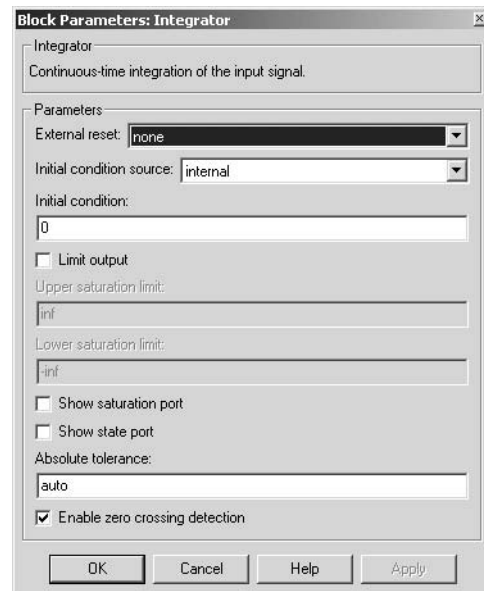 Block Parameters: Integrator
Integrator
Continuous-time integration of the input signal.
Parameters
External reset: none
Initial condition source: internal
Initial condition:
0
Limit output
Upper saturation limit:
inf
Lower saturation limit:
-inf
Show saturation port
Show state port
Absolute tolerance:
auto
Enable zero crossing detection
OK Cancel Help Apply